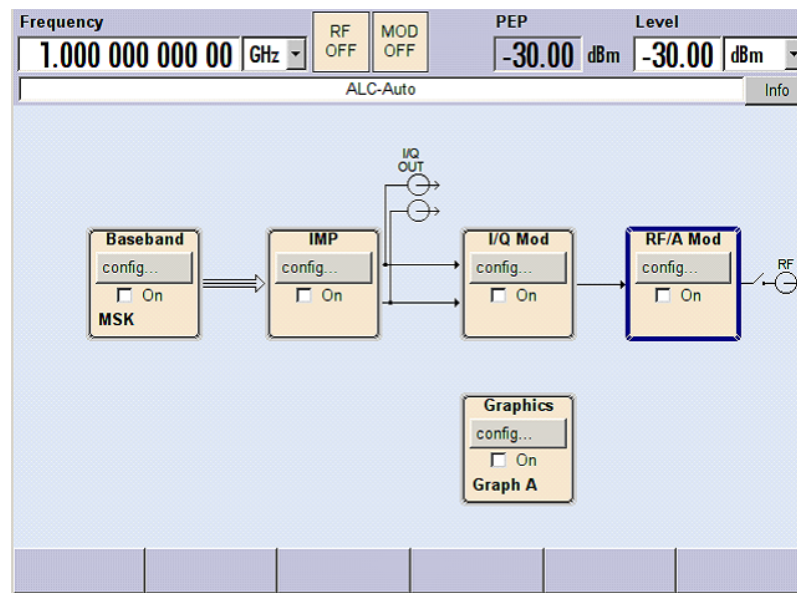 Frequency RF MOD PEP Level
1.000 000 000 00 GHz OFF OFF -30.00 dBm -30.00 dBm
ALC-Auto Info
I/Q
OUT
Baseband IMP I/Q Mod RF/A Mod
config... config... config... config... RF
On On On On
MSK
Graphics
config...
On
Graph A